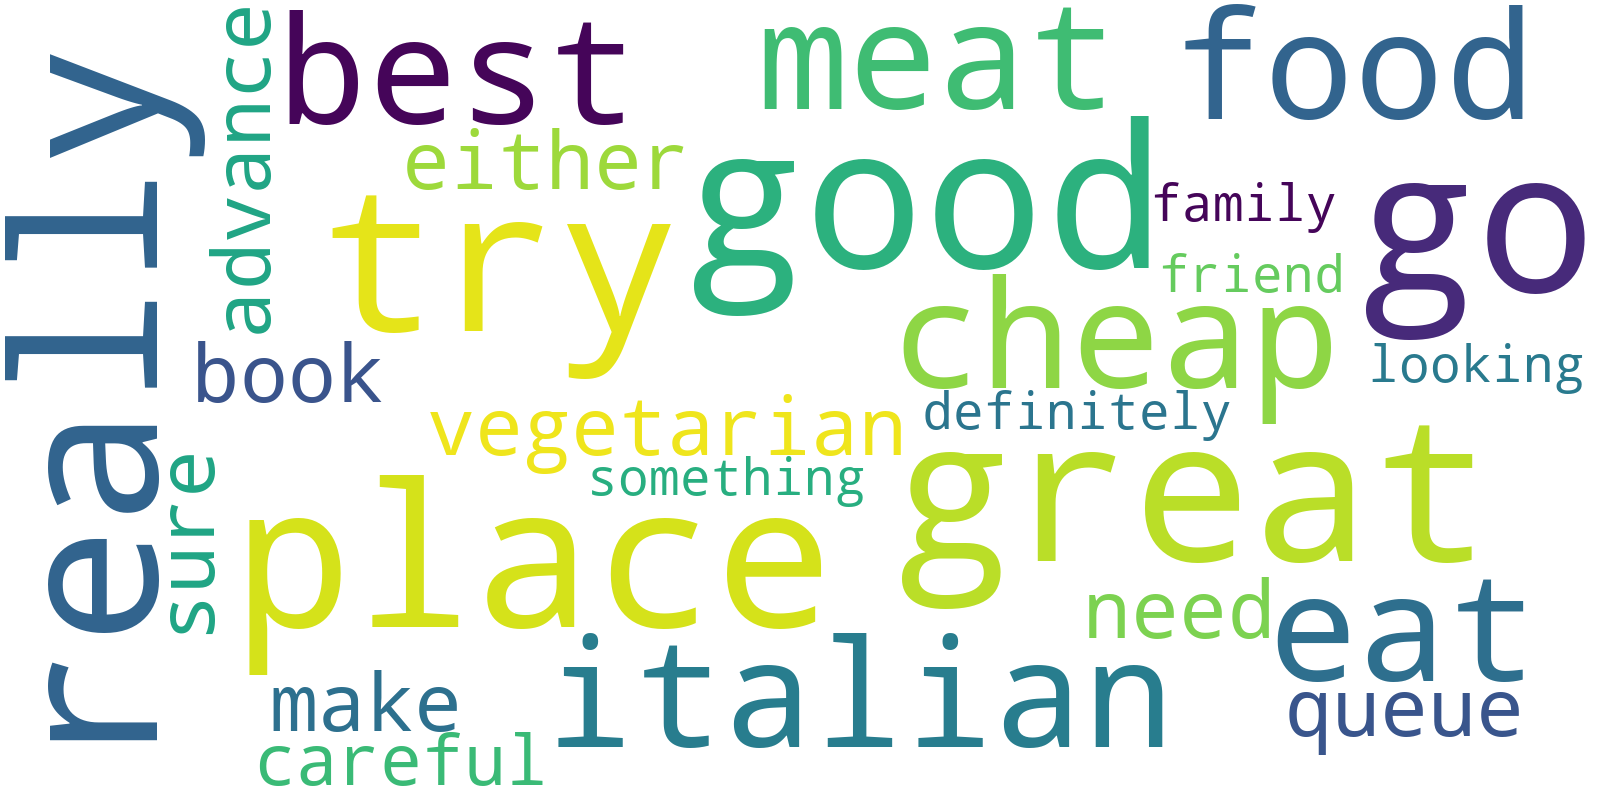 really
advance
best
meat
food
either
try
good
family
go
friend
cheap
looking
book
vegetarian
definitely
something
sure
place
great
need
eat
make
italian
queue
careful